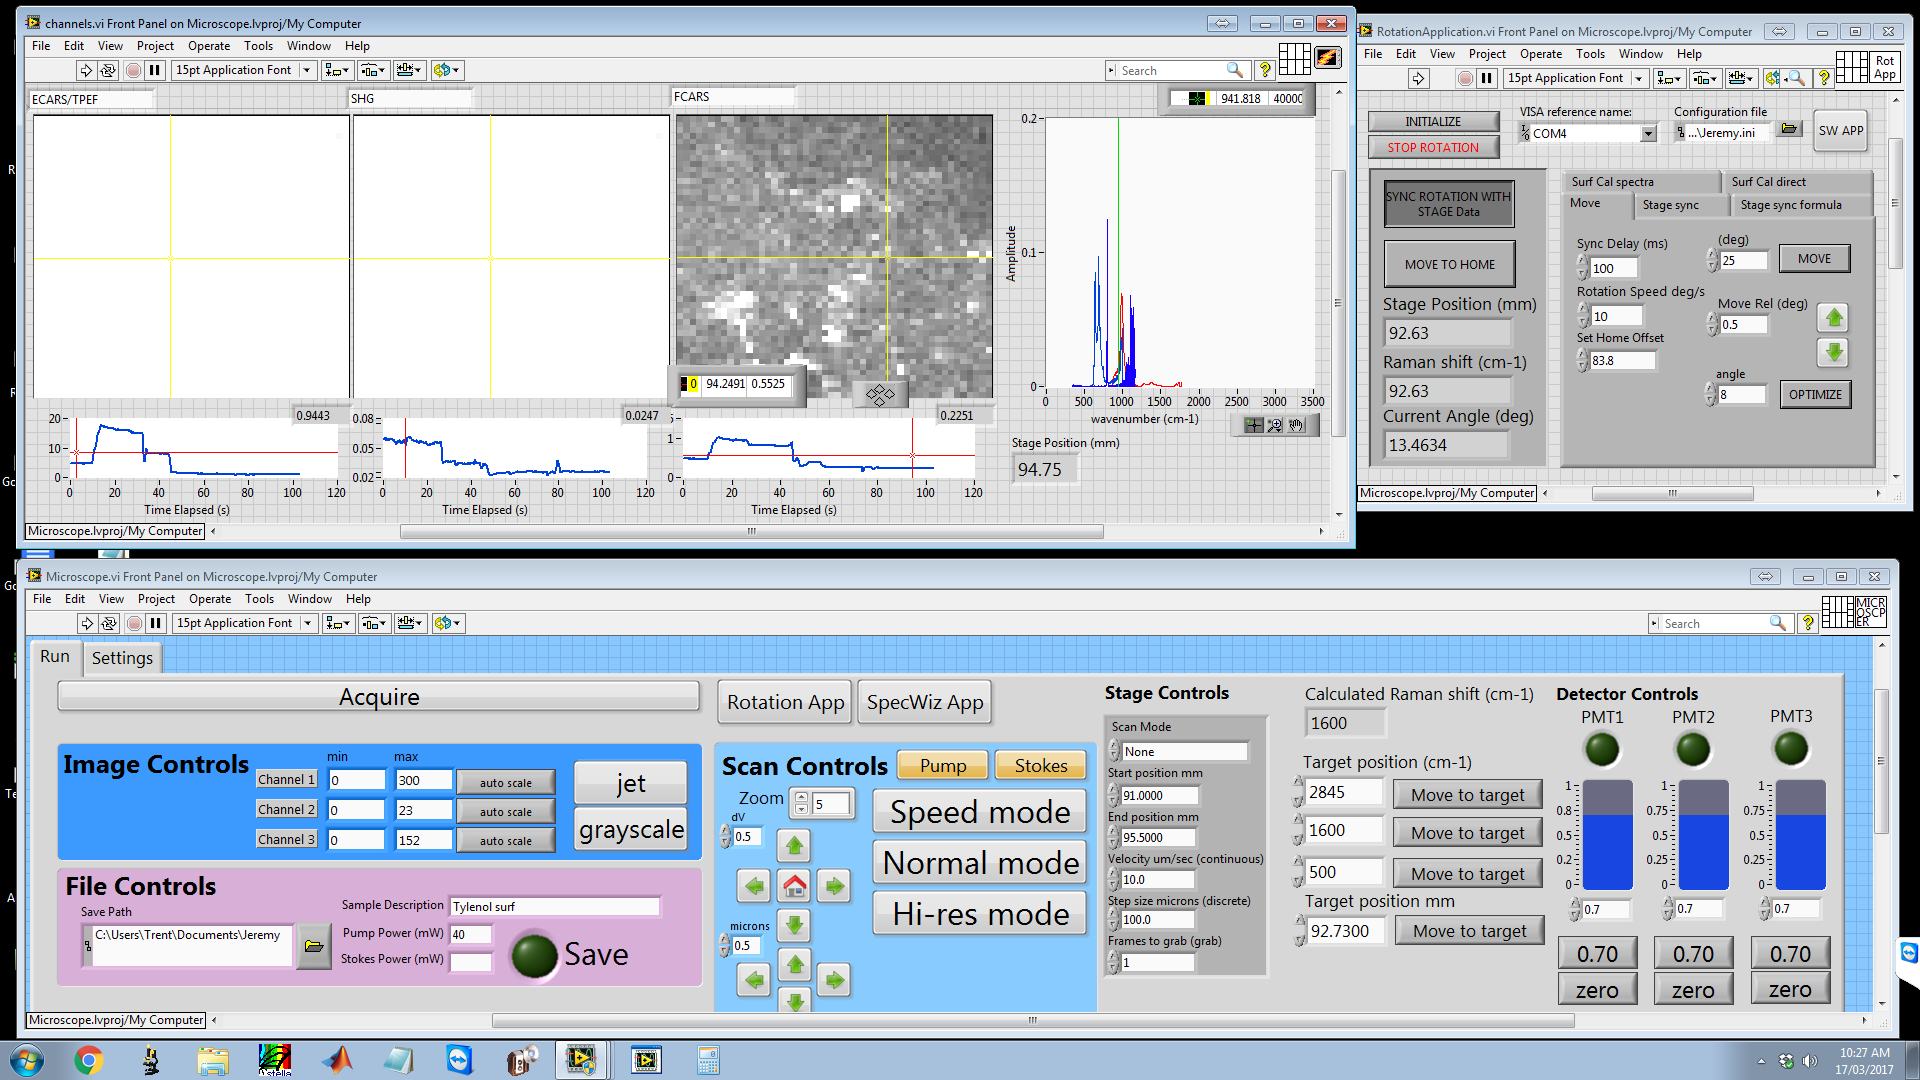 channels.vi Front Panel on Microscope.lvproj/My Computer
File Edit View Project Operate Tools Window Help
15pt Application Font
Search
ECARS/TPEF
SHG
FCARS
941.818 40000
0.2
0.1
0
Amplitude
0 500 1000 1500 2000 2500 3000 3500
wavenumber (cm-1)
0 94.2491 0.5525
0.9443
0.0247
0.2251
20
10
0
0 20 40 60 80 100 120
Time Elapsed (s)
0.08
0.05
0.03
0.02
0 20 40 60 80 100 120
Time Elapsed (s)
1
0
0 20 40 60 80 100 120
Time Elapsed (s)
Stage Position (mm)
94.75
Microscope.lvproj/My Computer
RotationApplication.vi Front Panel on Microscope.lvproj/My Computer
File Edit View Project Operate Tools Window Help
15pt Application Font
Rot
App
INITIALIZE
STOP ROTATION
VISA reference name:
COM4
Configuration file
...\Jeremy.ini
SW APP
SYNC ROTATION WITH
STAGE Data
MOVE TO HOME
Stage Position (mm)
92.63
Raman shift (cm-1)
92.63
Current Angle (deg)
13.4634
Surf Cal spectra
Surf Cal direct
Move
Stage sync
Stage sync formula
Sync Delay (ms)
100
(deg)
25
MOVE
Rotation Speed deg/s
10
Move Rel (deg)
0.5
Set Home Offset
83.8
angle
8
OPTIMIZE
Microscope.lvproj/My Computer
Microscope.vi Front Panel on Microscope.lvproj/My Computer
File Edit View Project Operate Tools Window Help
15pt Application Font
Search
MICR
OSCP
ER
Run
Settings
Acquire
Rotation App
SpecWiz App
Image Controls
min
max
Channel 1 0 300 auto scale
Channel 2 0 23 auto scale
Channel 3 0 152 auto scale
jet
grayscale
File Controls
Save Path
C:\Users\Trent\Documents\Jeremy
Sample Description Tylenol surf
Pump Power (mW) 40
Stokes Power (mW)
Save
Scan Controls
Pump
Stokes
Zoom 5
dV
0.5
microns
0.5
Speed mode
Normal mode
Hi-res mode
Stage Controls
Scan Mode
None
Start position mm
91.0000
End position mm
95.5000
Velocity um/sec (continuous)
10.0
Step size microns (discrete)
100.0
Frames to grab (grab)
1
Calculated Raman shift (cm-1)
1600
Target position (cm-1)
2845 Move to target
1600 Move to target
500 Move to target
Target position mm
92.7300 Move to target
Detector Controls
PMT1 PMT2 PMT3
1 1 1
0.8 0.75 0.75
0.5 0.5 0.5
0.2 0.25 0.25
0 0 0
0.7 0.7 0.7
0.70 0.70 0.70
zero zero zero
Microscope.lvproj/My Computer
stella
10:27 AM
17/03/2017